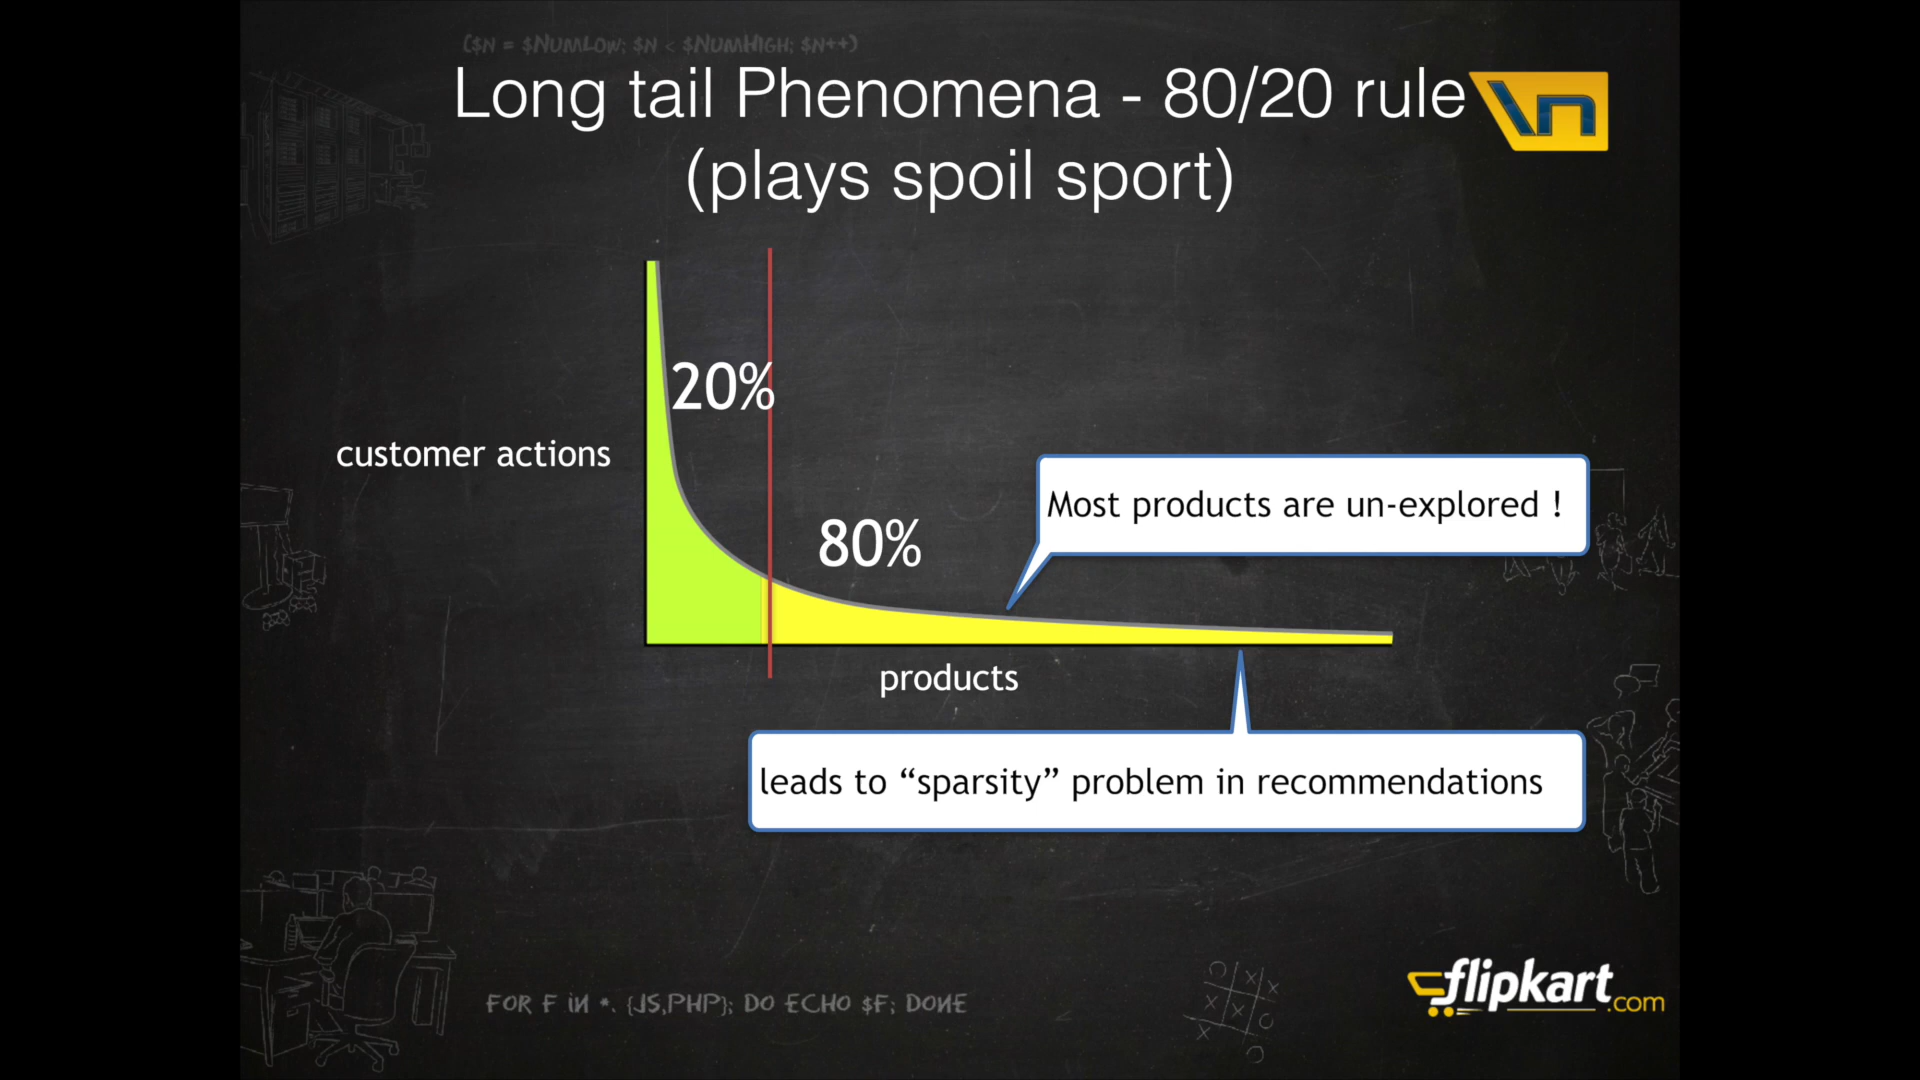 ($N = $NUMLOW; $N < $NUMHIGH; $N++)
Long tail Phenomena - 80/20 rule
(plays spoil sport)
\n
20%
customer actions
80%
Most products are un-explored !
products
leads to “sparsity” problem in recommendations
FOR F IN *. {JS,PHP}; DO ECHO $F; DONE
flipkart.com